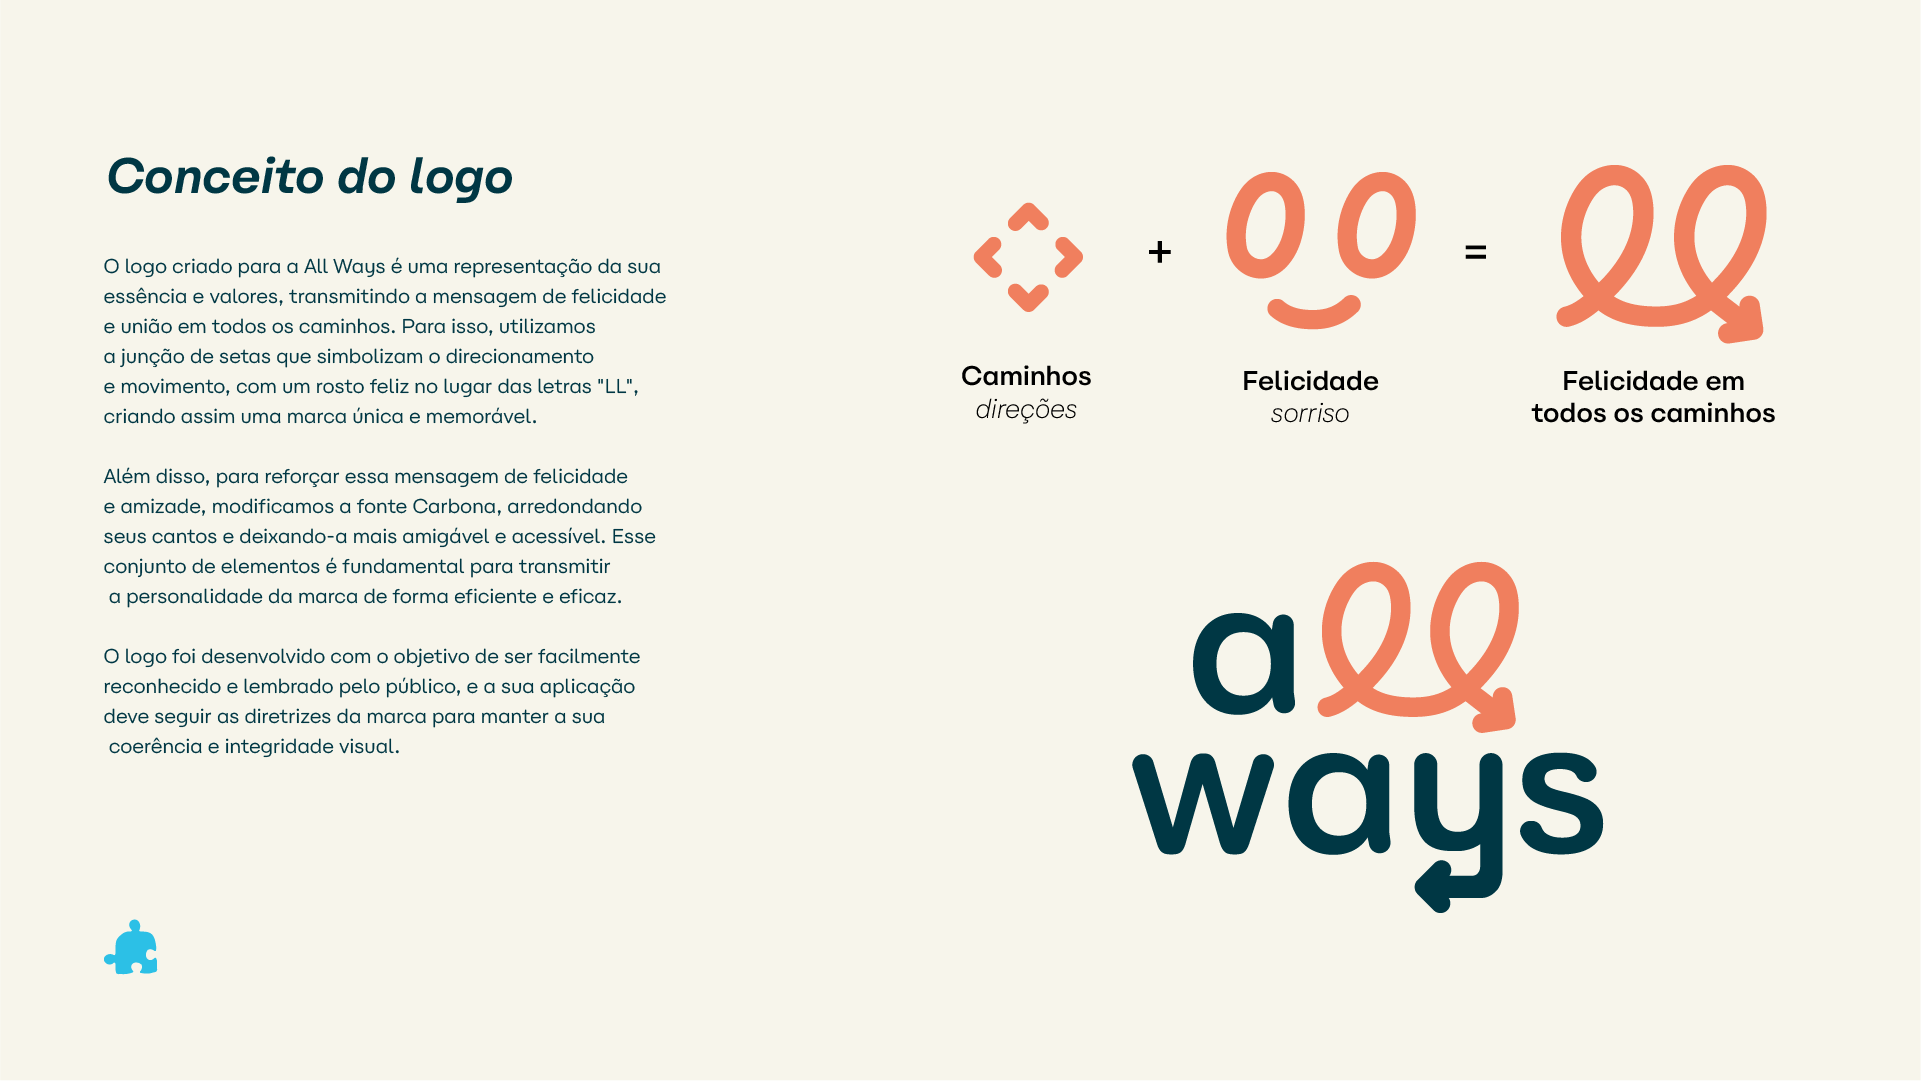 Conceito do logo
O logo criado para a All Ways é uma representação da sua
essência e valores, transmitindo a mensagem de felicidade
e união em todos os caminhos. Para isso, utilizamos
a junção de setas que simbolizam o direcionamento
e movimento, com um rosto feliz no lugar das letras "LL",
criando assim uma marca única e memorável.
Além disso, para reforçar essa mensagem de felicidade
e amizade, modificamos a fonte Carbona, arredondando
seus cantos e deixando-a mais amigável e acessível. Esse
conjunto de elementos é fundamental para transmitir
a personalidade da marca de forma eficiente e eficaz.
O logo foi desenvolvido com o objetivo de ser facilmente
reconhecido e lembrado pelo público, e a sua aplicação
deve seguir as diretrizes da marca para manter a sua
coerência e integridade visual.
+
=
Caminhos
direções
Felicidade
sorriso
Felicidade em
todos os caminhos
all
ways